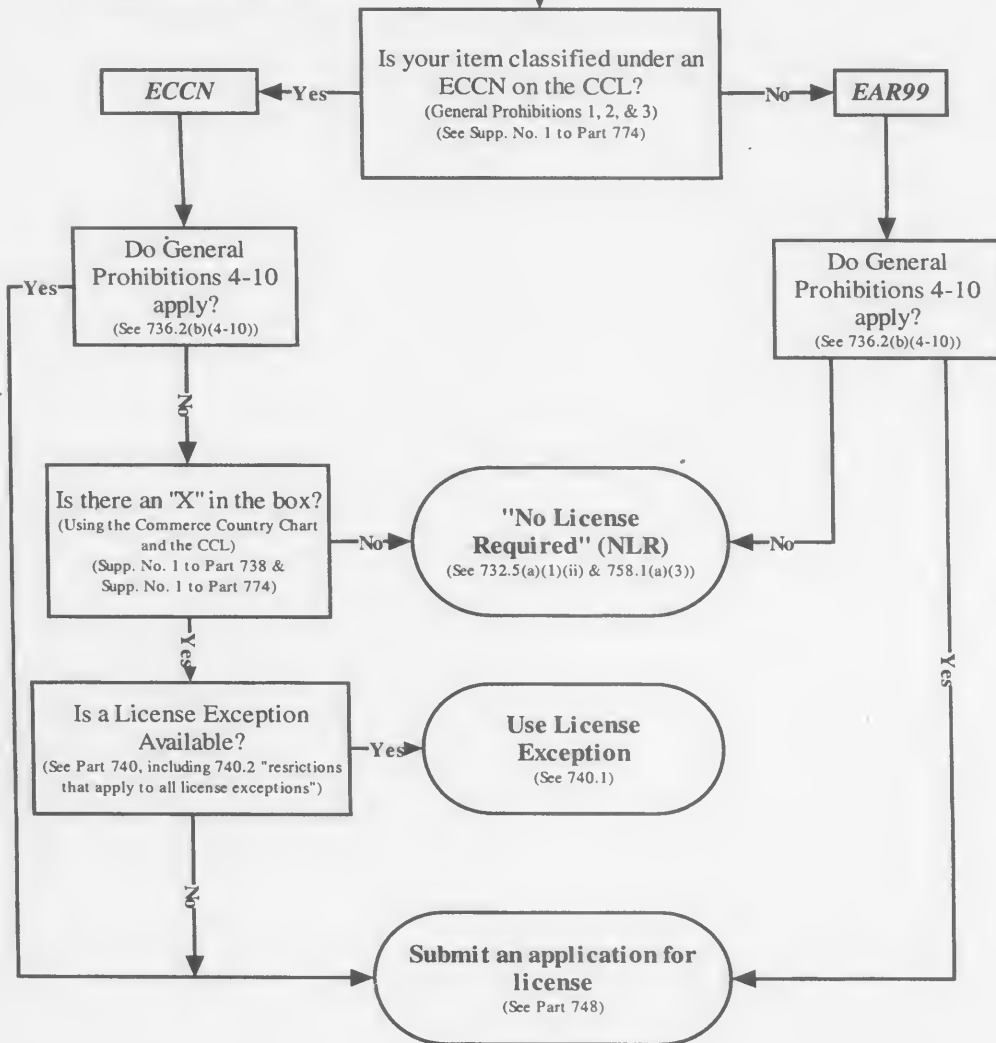 Is your item classified under an
ECCN on the CCL?
(General Prohibitions 1, 2, & 3)
(See Supp. No. 1 to Part 774)
ECCN
Yes
No
EAR99
Do General
Prohibitions 4-10
apply?
(See 736.2(b)(4-10))
Yes
No
Do General
Prohibitions 4-10
apply?
(See 736.2(b)(4-10))
No
Yes
Is there an "X" in the box?
(Using the Commerce Country Chart
and the CCL)
(Supp. No. 1 to Part 738 &
Supp. No. 1 to Part 774)
No
Yes
"No License
Required" (NLR)
(See 732.5(a)(1)(ii) & 758.1(a)(3))
Is a License Exception
Available?
(See Part 740, including 740.2 "resrictions
that apply to all license exceptions")
Yes
No
Use License
Exception
(See 740.1)
Submit an application for
license
(See Part 748)